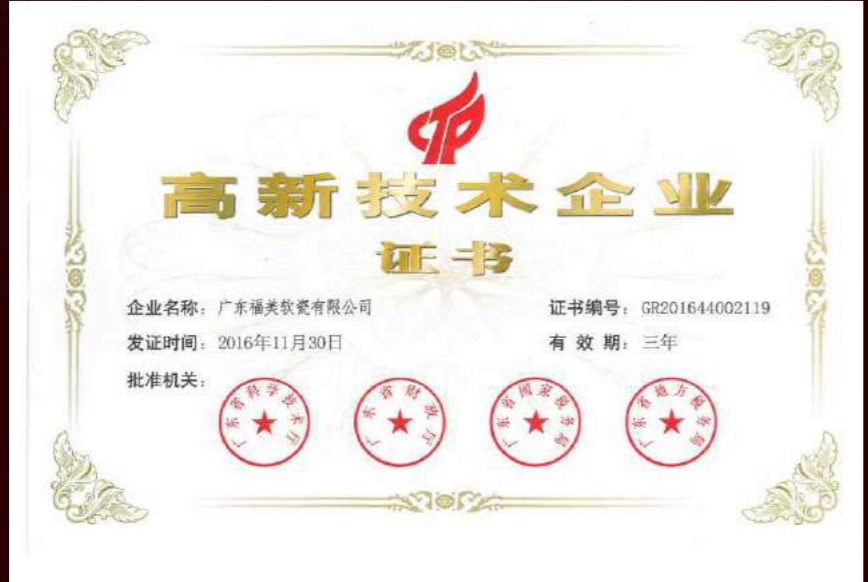 高新技术企业
证书
企业名称：广东福美软瓷有限公司
证书编号：GR201644002119
发证时间：2016年11月30日
有效期：三年
批准机关：
广东省科学技术厅
广东省财政厅
广东省国家税务局
广东省地方税务局